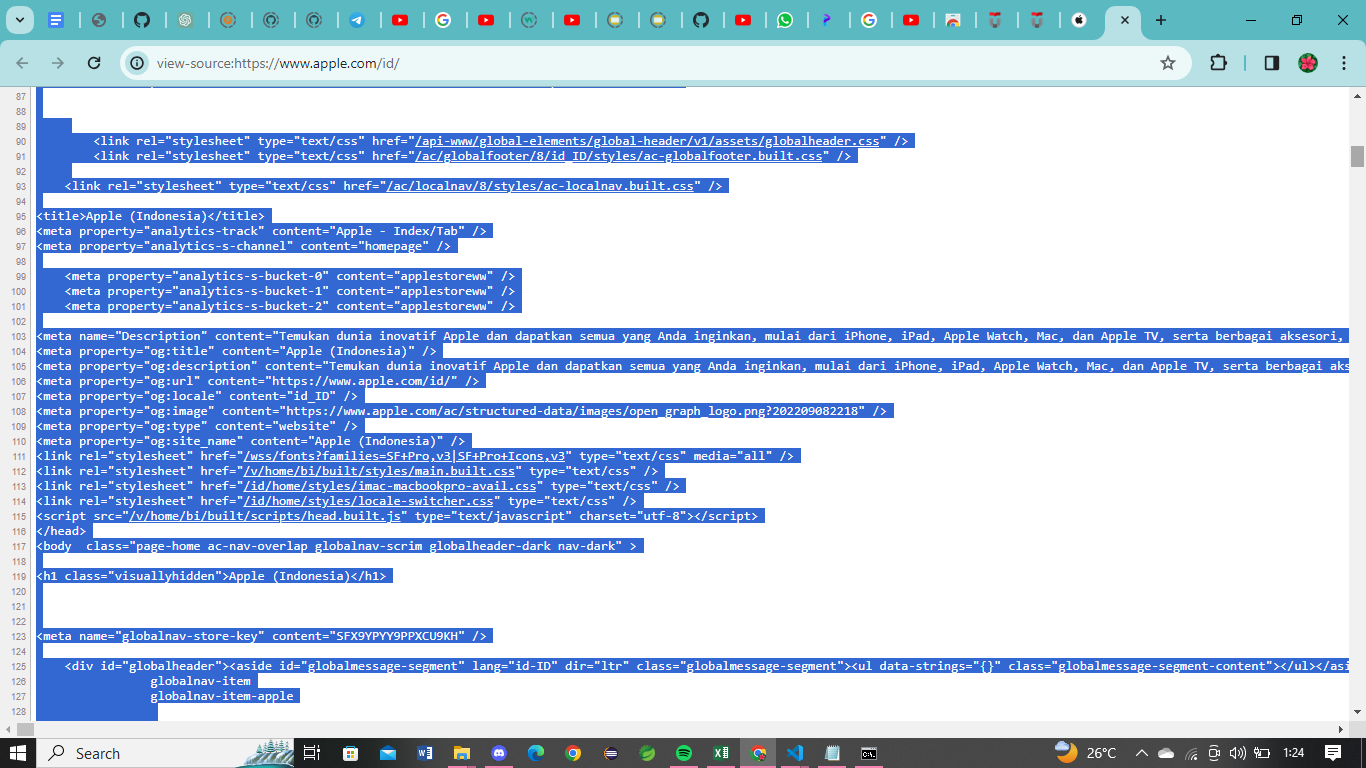 view-source:https://www.apple.com/id/
87
88
89
90 <link rel="stylesheet" type="text/css" href="/api-www/global-elements/global-header/v1/assets/globalheader.css" />
91 <link rel="stylesheet" type="text/css" href="/ac/globalfooter/8/id_ID/styles/ac-globalfooter.built.css" />
92
93 <link rel="stylesheet" type="text/css" href="/ac/localnav/8/styles/ac-localnav.built.css" />
94
95 <title>Apple (Indonesia)</title>
96 <meta property="analytics-track" content="Apple - Index/Tab" />
97 <meta property="analytics-s-channel" content="homepage" />
98
99 <meta property="analytics-s-bucket-0" content="applestoreww" />
100 <meta property="analytics-s-bucket-1" content="applestoreww" />
101 <meta property="analytics-s-bucket-2" content="applestoreww" />
102
103 <meta name="Description" content="Temukan dunia inovatif Apple dan dapatkan semua yang Anda inginkan, mulai dari iPhone, iPad, Apple Watch, Mac, dan Apple TV, serta berbagai aksesori,
104 <meta property="og:title" content="Apple (Indonesia)" />
105 <meta property="og:description" content="Temukan dunia inovatif Apple dan dapatkan semua yang Anda inginkan, mulai dari iPhone, iPad, Apple Watch, Mac, dan Apple TV, serta berbagai aks
106 <meta property="og:url" content="https://www.apple.com/id/" />
107 <meta property="og:locale" content="id_ID" />
108 <meta property="og:image" content="https://www.apple.com/ac/structured-data/images/open_graph_logo.png?202209082218" />
109 <meta property="og:type" content="website" />
110 <meta property="og:site_name" content="Apple (Indonesia)" />
111 <link rel="stylesheet" href="/wss/fonts?families=SF+Pro,v3|SF+Pro+Icons,v3" type="text/css" media="all" />
112 <link rel="stylesheet" href="/v/home/bi/built/styles/main.built.css" type="text/css" />
113 <link rel="stylesheet" href="/id/home/styles/imac-macbookpro-avail.css" type="text/css" />
114 <link rel="stylesheet" href="/id/home/styles/locale-switcher.css" type="text/css" />
115 <script src="/v/home/bi/built/scripts/head.built.js" type="text/javascript" charset="utf-8"></script>
116 </head>
117 <body  class="page-home ac-nav-overlap globalnav-scrim globalheader-dark nav-dark" >
118
119 <h1 class="visuallyhidden">Apple (Indonesia)</h1>
120
121
122
123 <meta name="globalnav-store-key" content="SFX9YPYY9PPXCU9KH" />
124
125 <div id="globalheader"><aside id="globalmessage-segment" lang="id-ID" dir="ltr" class="globalmessage-segment"><ul data-strings="{}" class="globalmessage-segment-content"></ul></asi
126 globalnav-item
127 globalnav-item-apple
128
Search
26°C
1:24